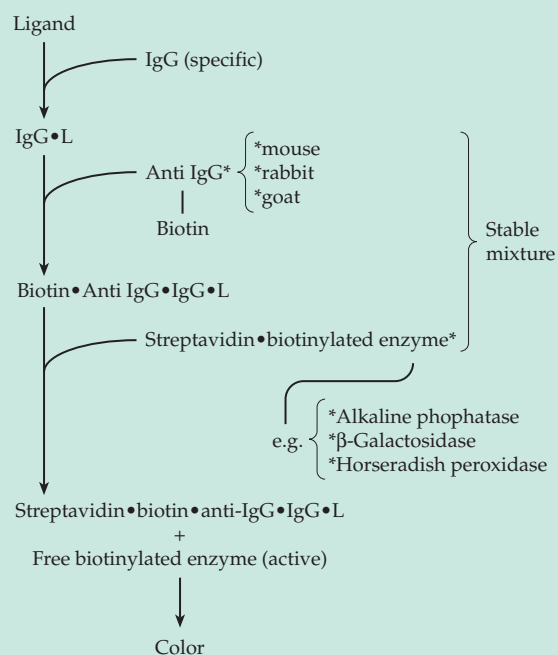 Ligand
IgG (specific)
IgG•L
Anti IgG*
*mouse
*rabbit
*goat
Biotin
Stable
mixture
Biotin•Anti IgG•IgG•L
Streptavidin•biotinylated enzyme*
e.g.
*Alkaline phophatase
*β-Galactosidase
*Horseradish peroxidase
Streptavidin•biotin•anti-IgG•IgG•L
+
Free biotinylated enzyme (active)
Color